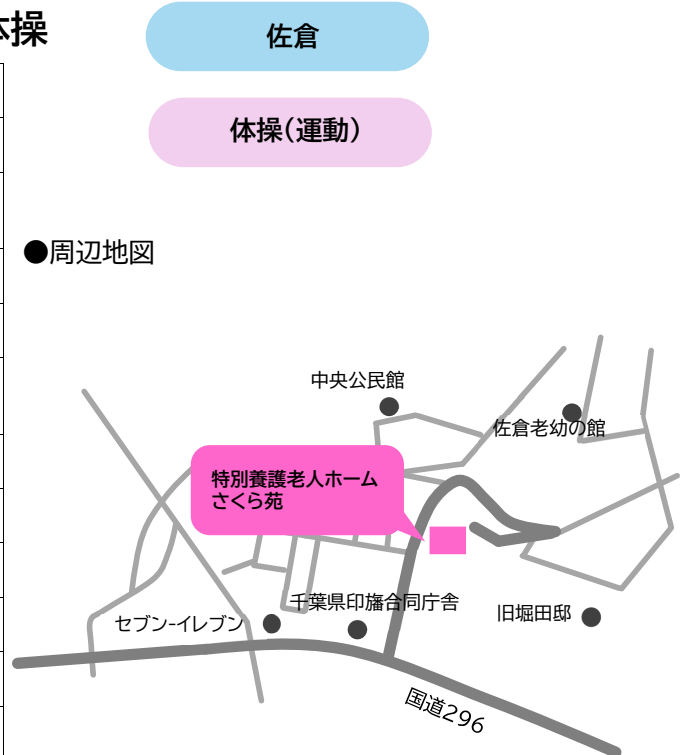 体操
佐倉
体操（運動）
●周辺地図
中央公民館
佐倉老幼の館
特別養護老人ホーム
さくら苑
千葉県印旛合同庁舎
セブン-イレブン
旧堀田邸
国道296